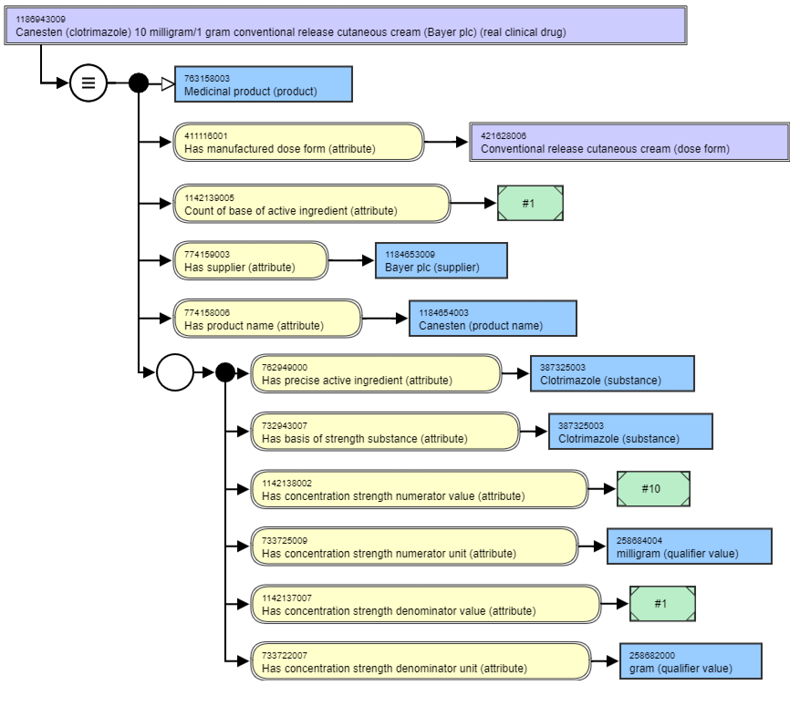 1186943009
Canesten (clotrimazole) 10 milligram/1 gram conventional release cutaneous cream (Bayer plc) (real clinical drug)
763158003
Medicinal product (product)
411116001
Has manufactured dose form (attribute)
421628006
Conventional release cutaneous cream (dose form)
1142139005
Count of base of active ingredient (attribute)
#1
774159003
Has supplier (attribute)
1184653009
Bayer plc (supplier)
774158006
Has product name (attribute)
1184654003
Canesten (product name)
762949000
Has precise active ingredient (attribute)
387325003
Clotrimazole (substance)
732943007
Has basis of strength substance (attribute)
387325003
Clotrimazole (substance)
1142138002
Has concentration strength numerator value (attribute)
#10
733725009
Has concentration strength numerator unit (attribute)
258684004
milligram (qualifier value)
1142137007
Has concentration strength denominator value (attribute)
#1
733722007
Has concentration strength denominator unit (attribute)
258682000
gram (qualifier value)